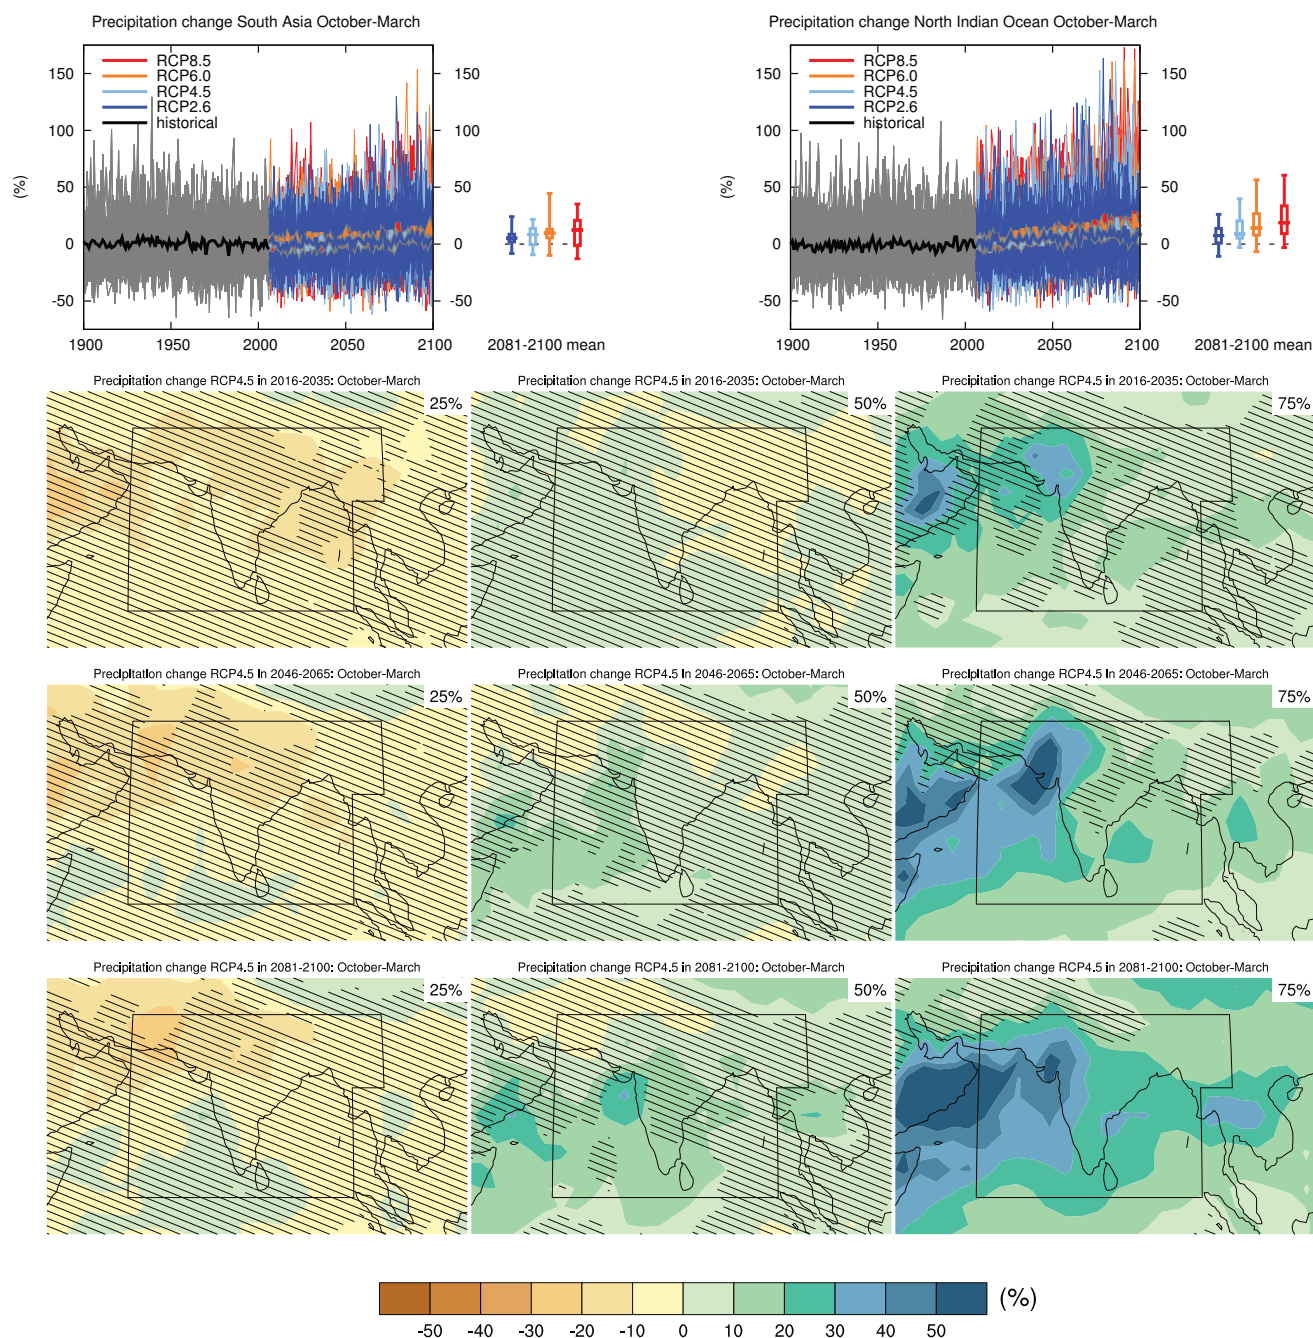 Precipitation change South Asia October-March
Precipitation change North Indian Ocean October-March
RCP8.5
RCP6.0
RCP4.5
RCP2.6
historical
(%)
150
100
50
0
-50
150
100
50
0
-50
1900 1950 2000 2050 2100
2081-2100 mean
RCP8.5
RCP6.0
RCP4.5
RCP2.6
historical
(%)
150
100
50
0
-50
150
100
50
0
-50
1900 1950 2000 2050 2100
2081-2100 mean
Precipitation change RCP4.5 in 2016-2035: October-March
25%
Precipitation change RCP4.5 in 2016-2035: October-March
50%
Precipitation change RCP4.5 in 2016-2035: October-March
75%
Precipitation change RCP4.5 in 2046-2065: October-March
25%
Precipitation change RCP4.5 in 2046-2065: October-March
50%
Precipitation change RCP4.5 in 2046-2065: October-March
75%
Precipitation change RCP4.5 in 2081-2100: October-March
25%
Precipitation change RCP4.5 in 2081-2100: October-March
50%
Precipitation change RCP4.5 in 2081-2100: October-March
75%
(%)
-50 -40 -30 -20 -10 0 10 20 30 40 50